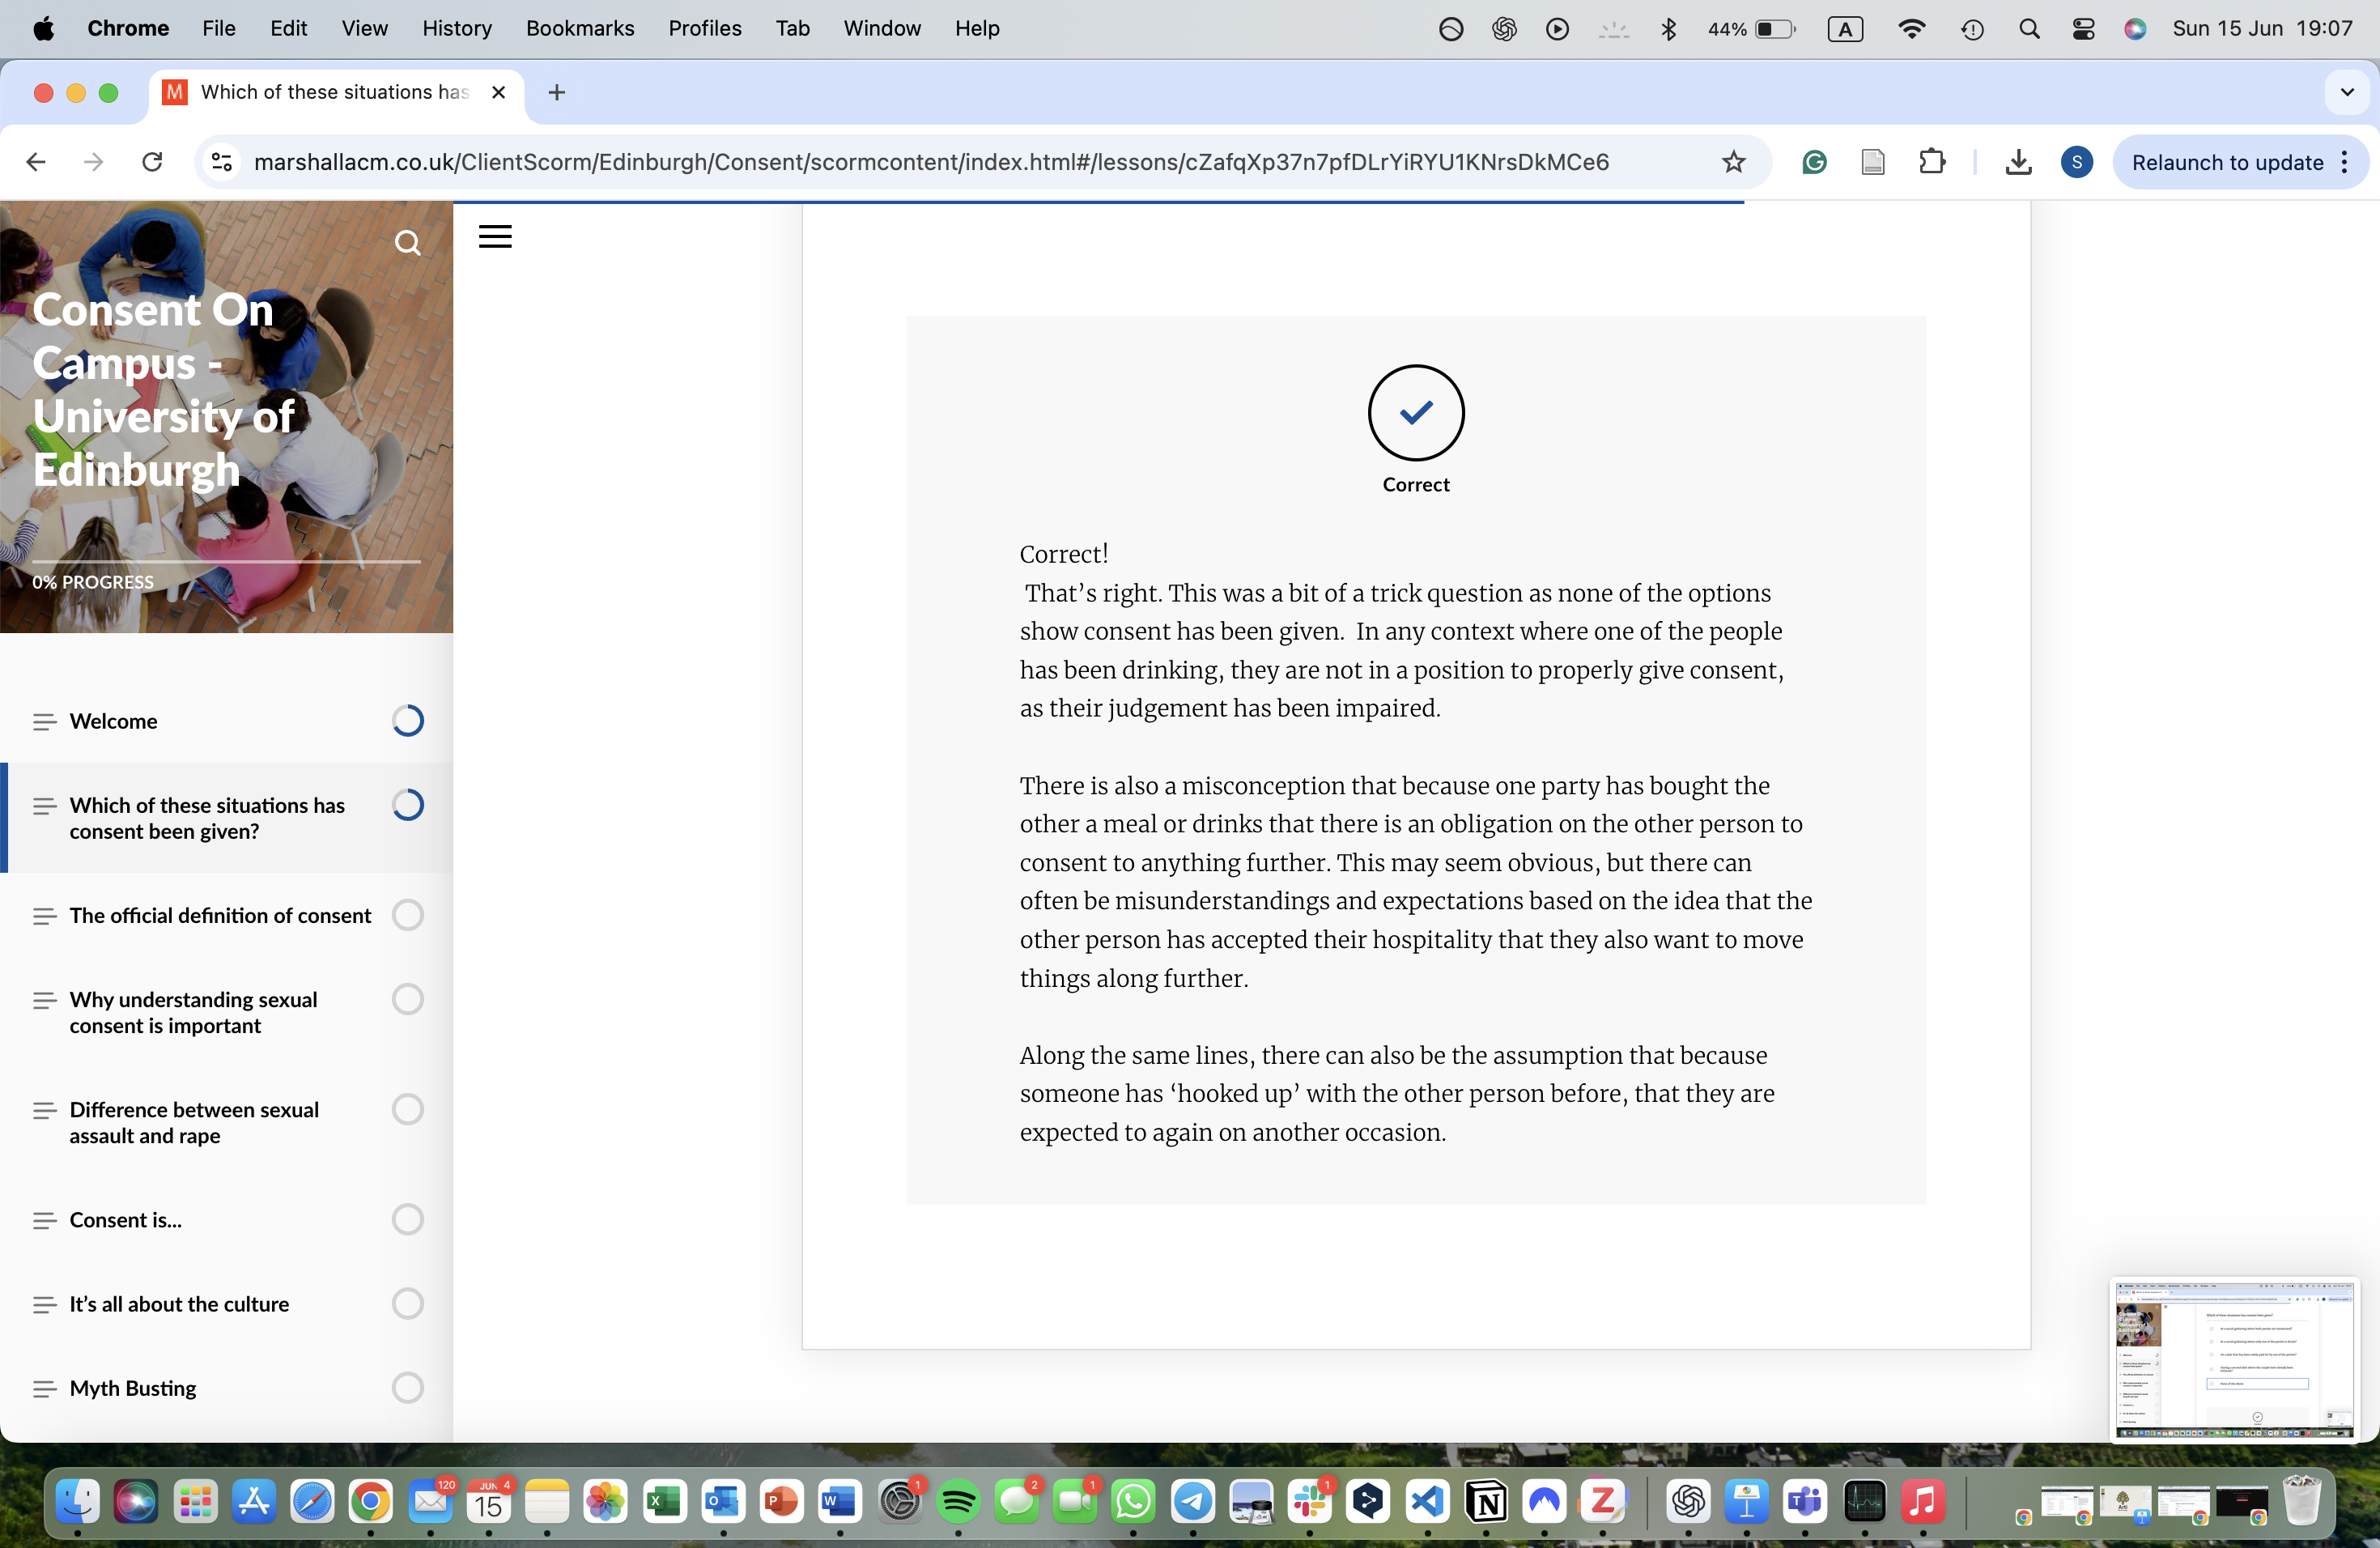 Chrome File Edit View History Bookmarks Profiles Tab Window Help 44% A Sun 15 Jun 19:07
M Which of these situations has
marshallacm.co.uk/ClientScorm/Edinburgh/Consent/scormcontent/index.html#/lessons/cZafqXp37n7pfDLrYiRYU1KNrsDkMCe6 S Relaunch to update
Consent On
Campus -
University of
Edinburgh
0% PROGRESS
Welcome
Which of these situations has
consent been given?
The official definition of consent
Why understanding sexual
consent is important
Difference between sexual
assault and rape
Consent is...
It’s all about the culture
Myth Busting
Correct
Correct!
That’s right. This was a bit of a trick question as none of the options
show consent has been given. In any context where one of the people
has been drinking, they are not in a position to properly give consent,
as their judgement has been impaired.
There is also a misconception that because one party has bought the
other a meal or drinks that there is an obligation on the other person to
consent to anything further. This may seem obvious, but there can
often be misunderstandings and expectations based on the idea that the
other person has accepted their hospitality that they also want to move
things along further.
Along the same lines, there can also be the assumption that because
someone has ‘hooked up’ with the other person before, that they are
expected to again on another occasion.
120 JUN 4 1 2 1 1
15 X O P W N Z T